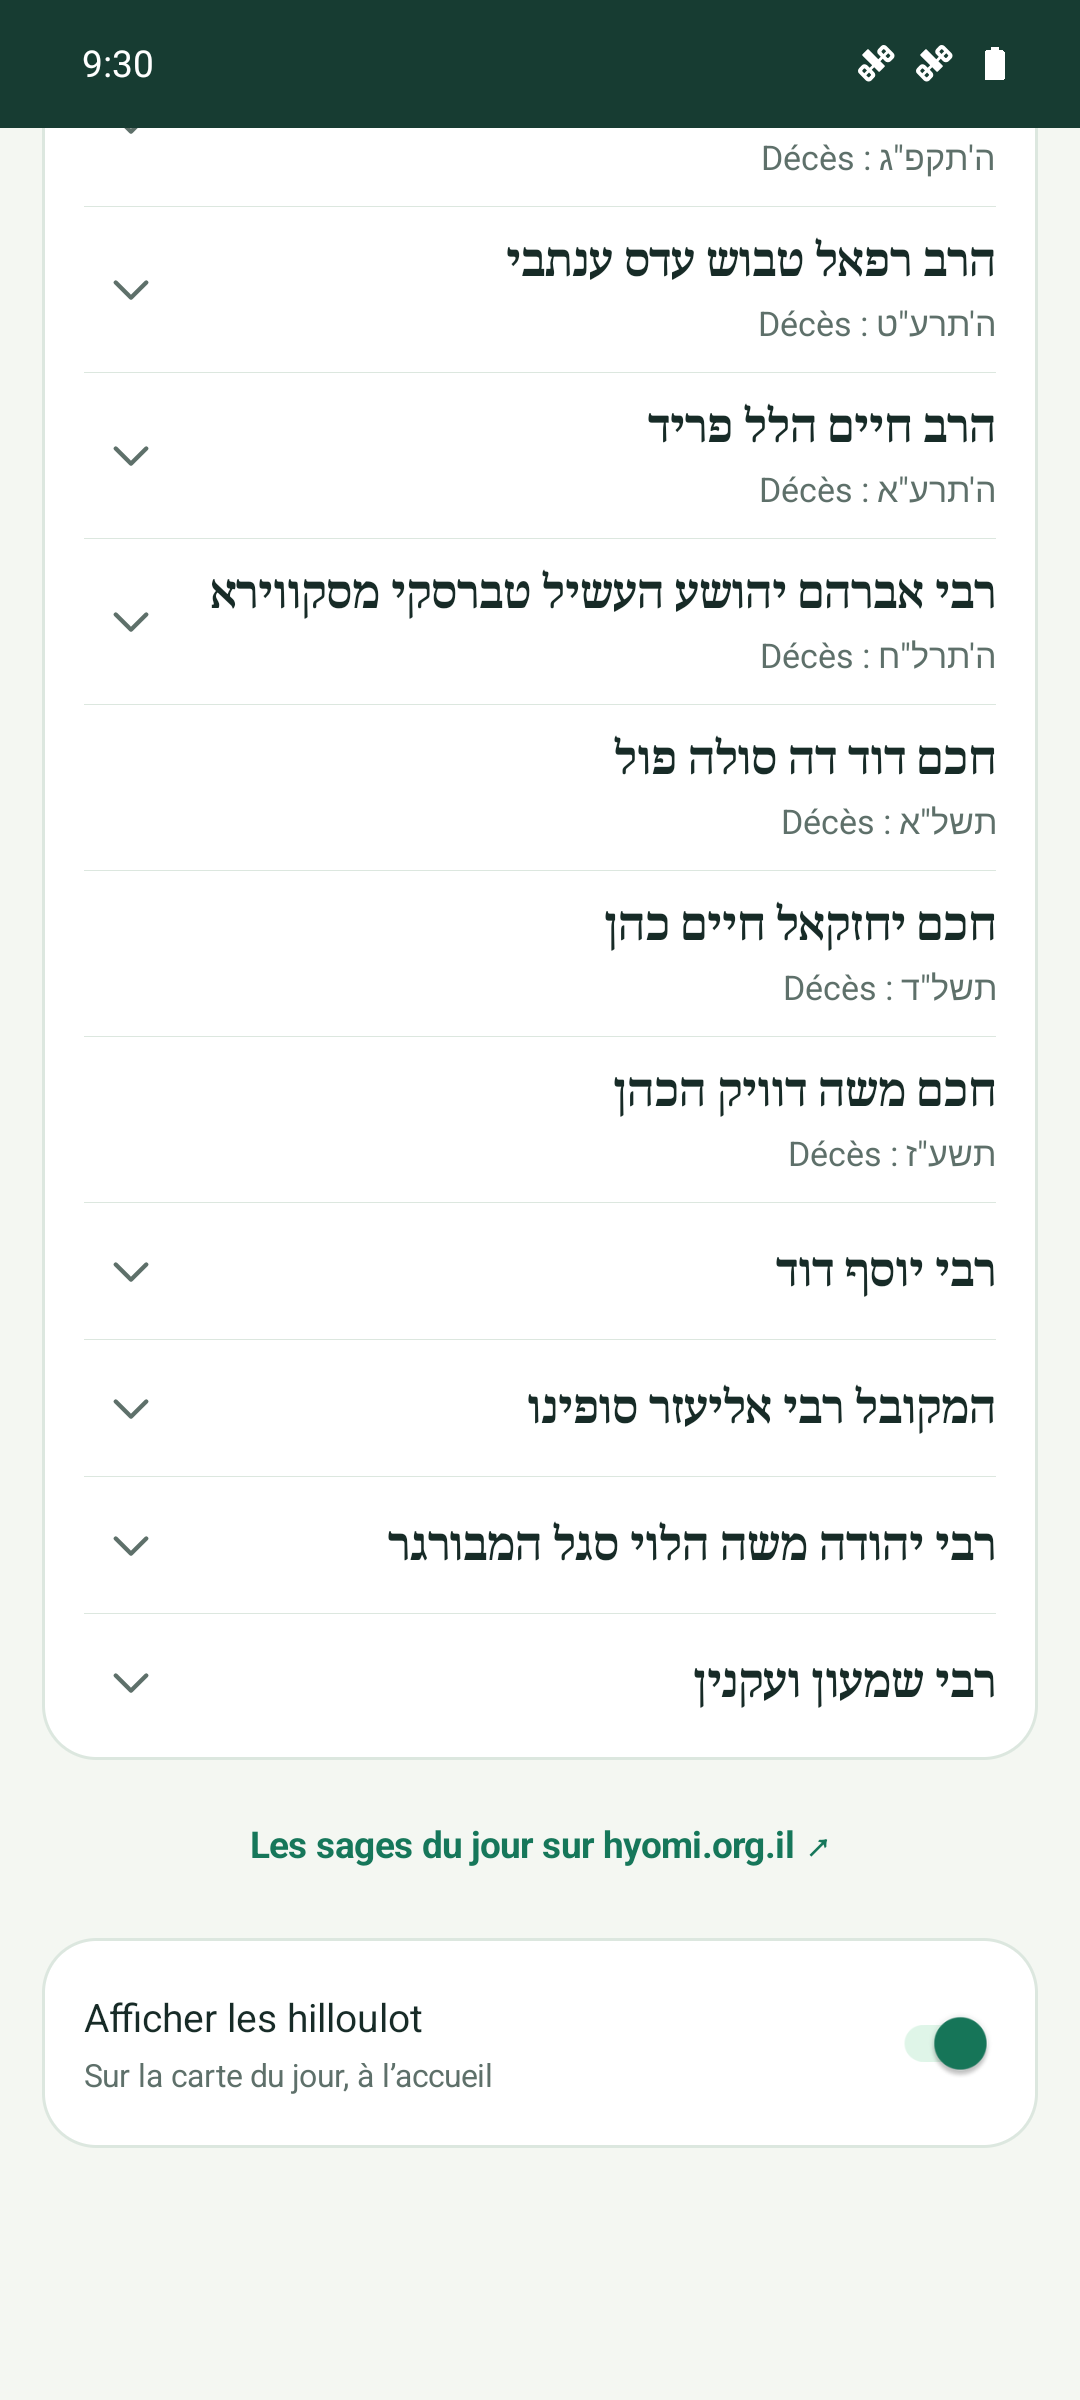 9:30
Décès : ה'תקפ"ג
הרב רפאל טבוש עדס ענתבי
Décès : ה'תרע"ט
הרב חיים הלל פריד
Décès : ה'תרע"א
רבי אברהם יהושע העשיל טברסקי מסקווירא
Décès : ה'תרל"ח
חכם דוד דה סולה פול
Décès : תשל"א
חכם יחזקאל חיים כהן
Décès : תשל"ד
חכם משה דוויק הכהן
Décès : תשע"ז
רבי יוסף דוד
המקובל רבי אליעזר סופינו
רבי יהודה משה הלוי סגל המבורגר
רבי שמעון ועקנין
Les sages du jour sur hyomi.org.il ↗
Afficher les hilloulot
Sur la carte du jour, à l’accueil